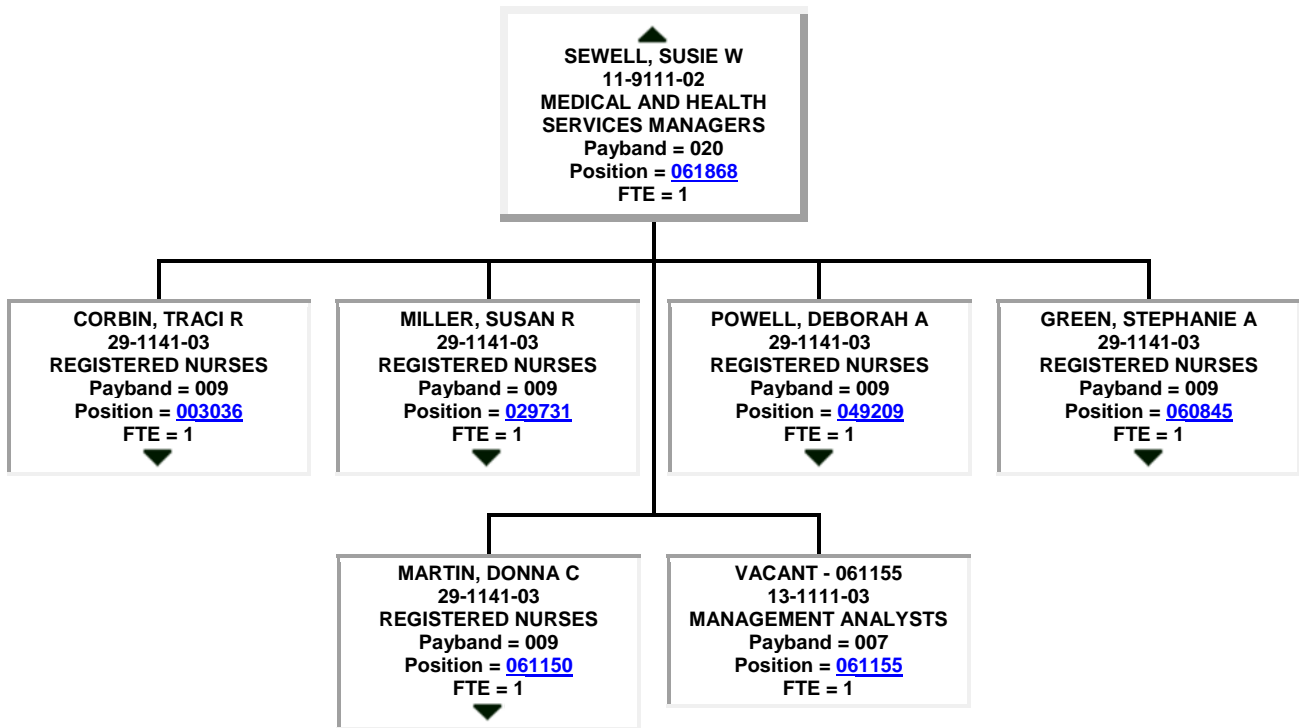 SEWELL, SUSIE W
11-9111-02
MEDICAL AND HEALTH
SERVICES MANAGERS
Payband = 020
Position = 061868
FTE = 1
CORBIN, TRACI R
29-1141-03
REGISTERED NURSES
Payband = 009
Position = 003036
FTE = 1
MILLER, SUSAN R
29-1141-03
REGISTERED NURSES
Payband = 009
Position = 029731
FTE = 1
POWELL, DEBORAH A
29-1141-03
REGISTERED NURSES
Payband = 009
Position = 049209
FTE = 1
GREEN, STEPHANIE A
29-1141-03
REGISTERED NURSES
Payband = 009
Position = 060845
FTE = 1
MARTIN, DONNA C
29-1141-03
REGISTERED NURSES
Payband = 009
Position = 061150
FTE = 1
VACANT - 061155
13-1111-03
MANAGEMENT ANALYSTS
Payband = 007
Position = 061155
FTE = 1